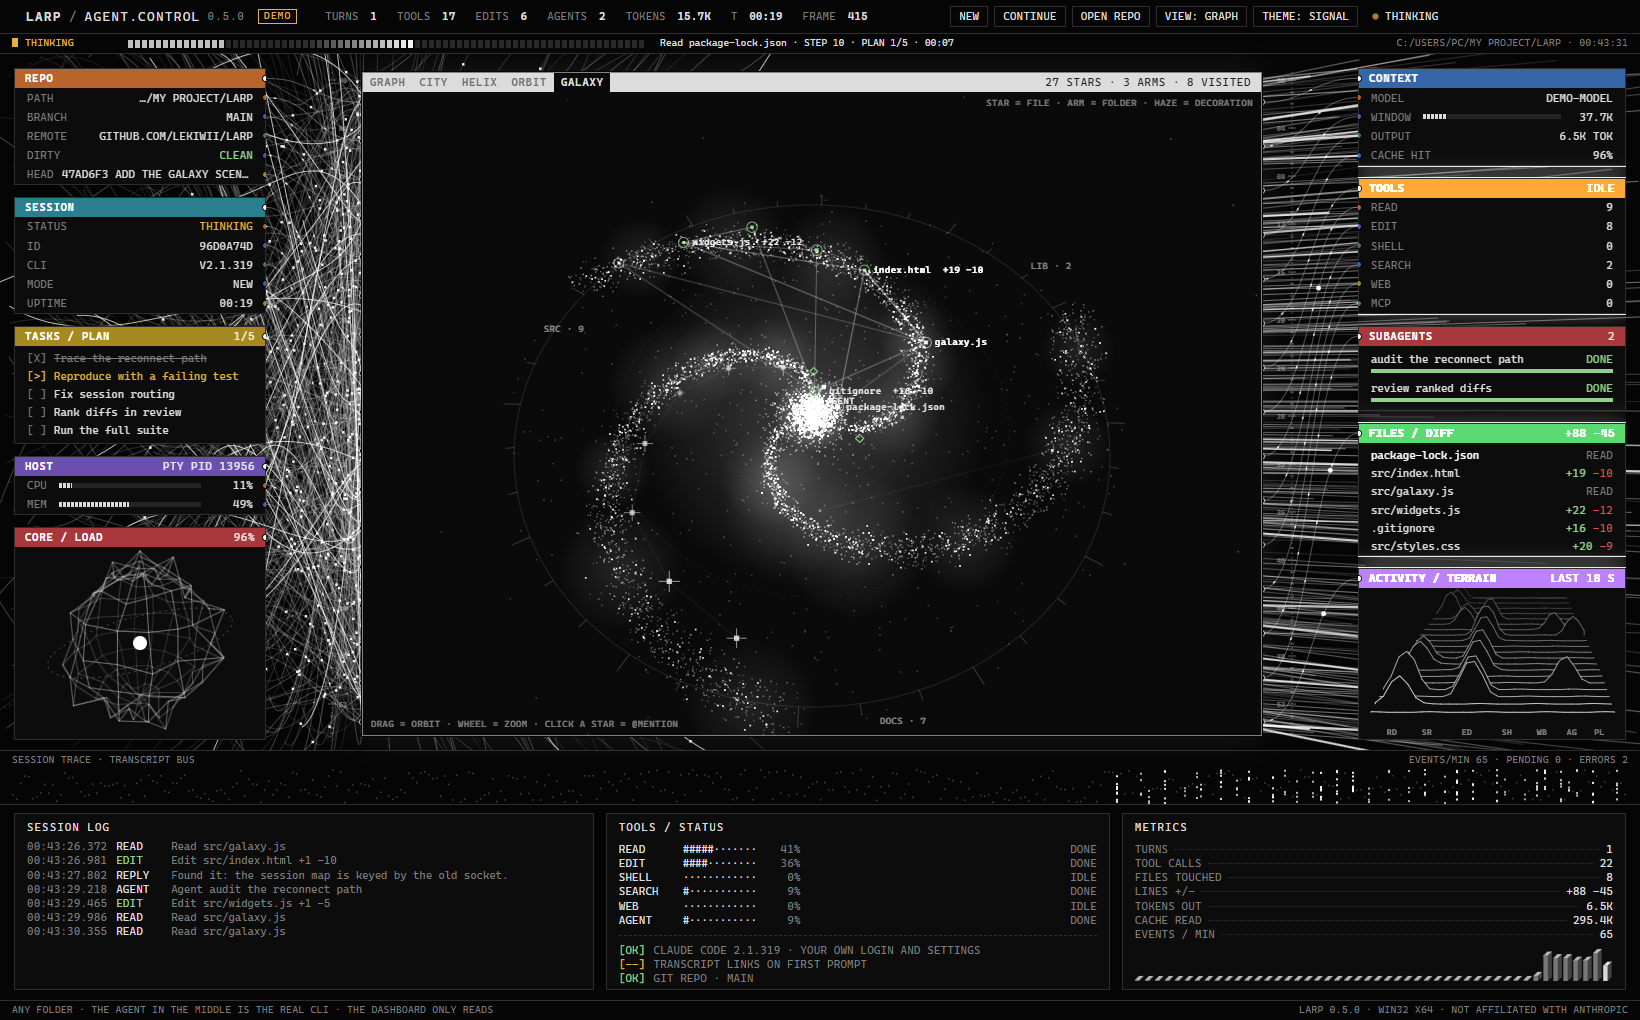 LARP / AGENT.CONTROL 0.5.0 DEMO TURNS 1 TOOLS 17 EDITS 6 AGENTS 2 TOKENS 15.7K T 00:19 FRAME 415 NEW CONTINUE OPEN REPO VIEW: GRAPH THEME: SIGNAL THINKING
THINKING Read package-lock.json · STEP 10 · PLAN 1/5 · 00:07 C:/USERS/PC/MY PROJECT/LARP · 00:43:31
REPO
PATH …/MY PROJECT/LARP
BRANCH MAIN
REMOTE GITHUB.COM/LEKIWII/LARP
DIRTY CLEAN
HEAD 47AD6F3 ADD THE GALAXY SCEN…
SESSION
STATUS THINKING
ID 96D0A74D
CLI V2.1.319
MODE NEW
UPTIME 00:19
TASKS / PLAN 1/5
[X] Trace the reconnect path
[>] Reproduce with a failing test
[ ] Fix session routing
[ ] Rank diffs in review
[ ] Run the full suite
HOST PTY PID 13956
CPU 11%
MEM 49%
CORE / LOAD 96%
GRAPH CITY HELIX ORBIT GALAXY 27 STARS · 3 ARMS · 8 VISITED
STAR = FILE · ARM = FOLDER · HAZE = DECORATION
widgets.js +22 −12
index.html +19 −10
LIB · 2
SRC · 9
galaxy.js
.gitignore +16 −10
package-lock.json
DOCS · 7
DRAG = ORBIT · WHEEL = ZOOM · CLICK A STAR = @MENTION
CONTEXT
MODEL DEMO-MODEL
WINDOW 37.7K
OUTPUT 6.5K TOK
CACHE HIT 96%
TOOLS IDLE
READ 9
EDIT 8
SHELL 0
SEARCH 2
WEB 0
MCP 0
SUBAGENTS 2
audit the reconnect path DONE
review ranked diffs DONE
FILES / DIFF +88 −45
package-lock.json READ
src/index.html +19 −10
src/galaxy.js READ
src/widgets.js +22 −12
.gitignore +16 −10
src/styles.css +20 −9
ACTIVITY / TERRAIN LAST 18 S
RD SR ED SH WB AG PL
SESSION TRACE · TRANSCRIPT BUS EVENTS/MIN 65 · PENDING 0 · ERRORS 2
SESSION LOG
00:43:26.372 READ Read src/galaxy.js
00:43:26.981 EDIT Edit src/index.html +1 −10
00:43:27.802 REPLY Found it: the session map is keyed by the old socket.
00:43:29.218 AGENT Agent audit the reconnect path
00:43:29.465 EDIT Edit src/widgets.js +1 −5
00:43:29.986 READ Read src/galaxy.js
00:43:30.355 READ Read src/galaxy.js
TOOLS / STATUS
READ #####······· 41% DONE
EDIT ####········ 36% DONE
SHELL ············ 0% IDLE
SEARCH #··········· 9% DONE
WEB ············ 0% IDLE
AGENT #··········· 9% DONE
[OK] CLAUDE CODE 2.1.319 · YOUR OWN LOGIN AND SETTINGS
[——] TRANSCRIPT LINKS ON FIRST PROMPT
[OK] GIT REPO · MAIN
METRICS
TURNS 1
TOOL CALLS 22
FILES TOUCHED 8
LINES +/− +88 −45
TOKENS OUT 6.5K
CACHE READ 295.4K
EVENTS / MIN 65
ANY FOLDER · THE AGENT IN THE MIDDLE IS THE REAL CLI · THE DASHBOARD ONLY READS LARP 0.5.0 · WIN32 X64 · NOT AFFILIATED WITH ANTHROPIC